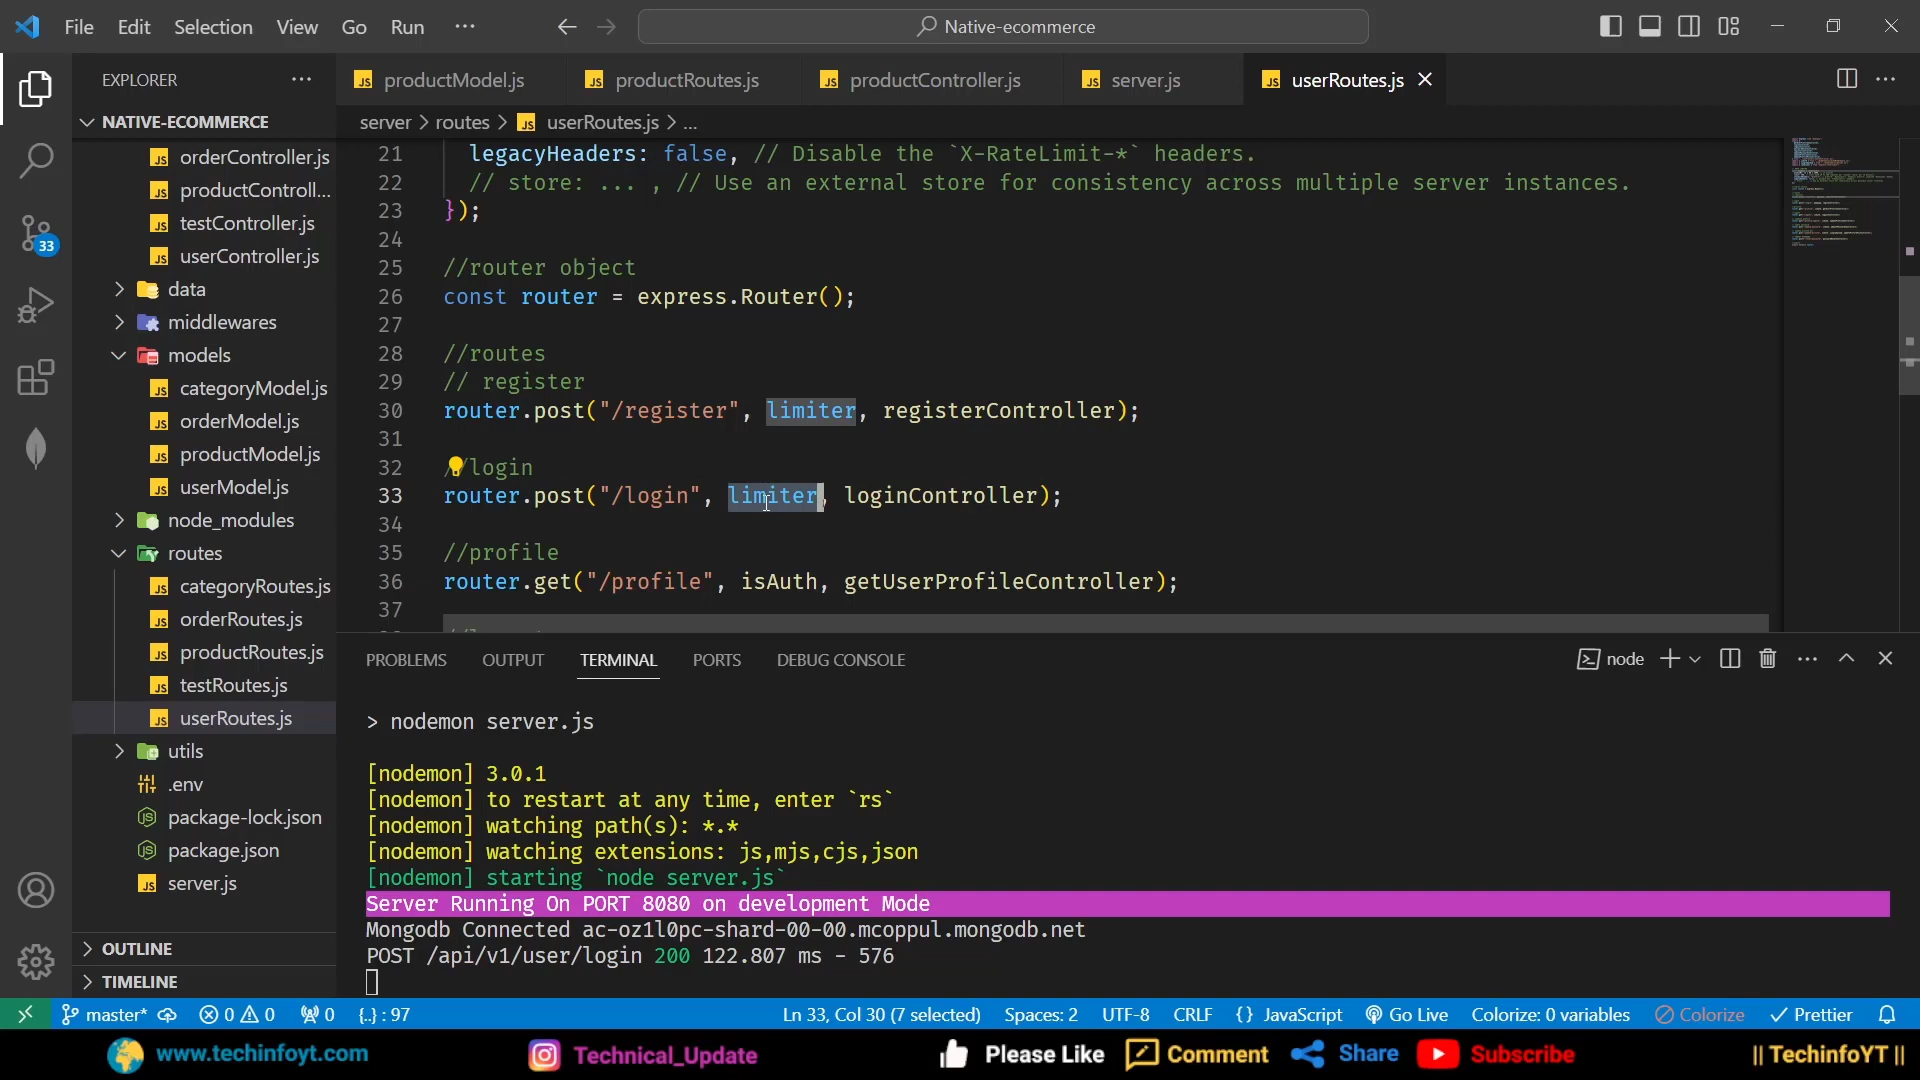 File Edit Selection View Go Run ···
Native-ecommerce
EXPLORER ···
productModel.js productRoutes.js productController.js server.js userRoutes.js
NATIVE-ECOMMERCE
server > routes > userRoutes.js > ...
orderController.js
productControll...
testController.js
userController.js
data
middlewares
models
categoryModel.js
orderModel.js
productModel.js
userModel.js
node_modules
routes
categoryRoutes.js
orderRoutes.js
productRoutes.js
testRoutes.js
userRoutes.js
utils
.env
package-lock.json
package.json
server.js
OUTLINE
TIMELINE
33
21 legacyHeaders: false, // Disable the `X-RateLimit-*` headers.
22 // store: ... , // Use an external store for consistency across multiple server instances.
23 });
24
25 //router object
26 const router = express.Router();
27
28 //routes
29 // register
30 router.post("/register", limiter, registerController);
31
32 //login
33 router.post("/login", limiter, loginController);
34
35 //profile
36 router.get("/profile", isAuth, getUserProfileController);
37
PROBLEMS OUTPUT TERMINAL PORTS DEBUG CONSOLE
node
> nodemon server.js
[nodemon] 3.0.1
[nodemon] to restart at any time, enter `rs`
[nodemon] watching path(s): *.*
[nodemon] watching extensions: js,mjs,cjs,json
[nodemon] starting `node server.js`
Server Running On PORT 8080 on development Mode
Mongodb Connected ac-oz1l0pc-shard-00-00.mcoppul.mongodb.net
POST /api/v1/user/login 200 122.807 ms - 576
master* 0 0 0 {..} : 97 Ln 33, Col 30 (7 selected) Spaces: 2 UTF-8 CRLF {} JavaScript Go Live Colorize: 0 variables Colorize Prettier
www.techinfoyt.com Technical_Update Please Like Comment Share Subscribe || TechinfoYT ||